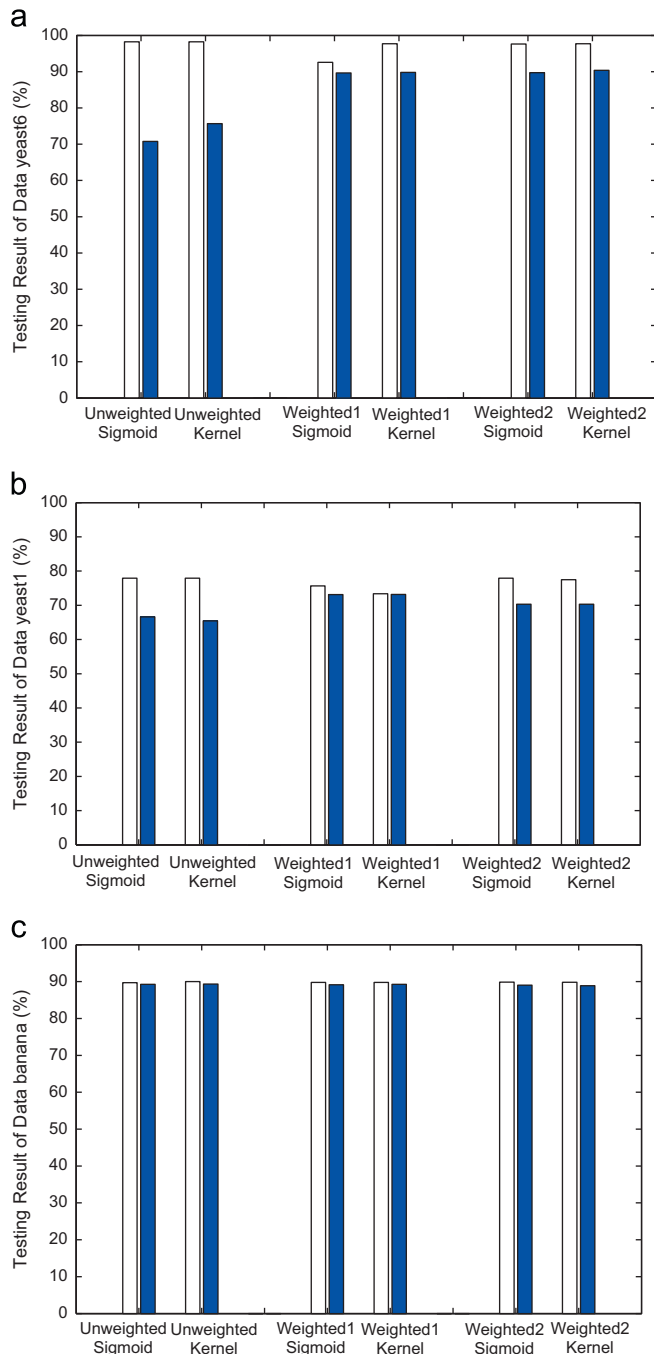 a
Testing Result of Data yeast6 (%)
100
90
80
70
60
50
40
30
20
10
0
Unweighted Unweighted Weighted1 Weighted1 Weighted2 Weighted2
Sigmoid Kernel Sigmoid Kernel Sigmoid Kernel
b
Testing Result of Data yeast1 (%)
100
90
80
70
60
50
40
30
20
10
0
Unweighted Unweighted Weighted1 Weighted1 Weighted2 Weighted2
Sigmoid Kernel Sigmoid Kernel Sigmoid Kernel
c
Testing Result of Data banana (%)
100
90
80
70
60
50
40
30
20
10
0
Unweighted Unweighted Weighted1 Weighted1 Weighted2 Weighted2
Sigmoid Kernel Sigmoid Kernel Sigmoid Kernel